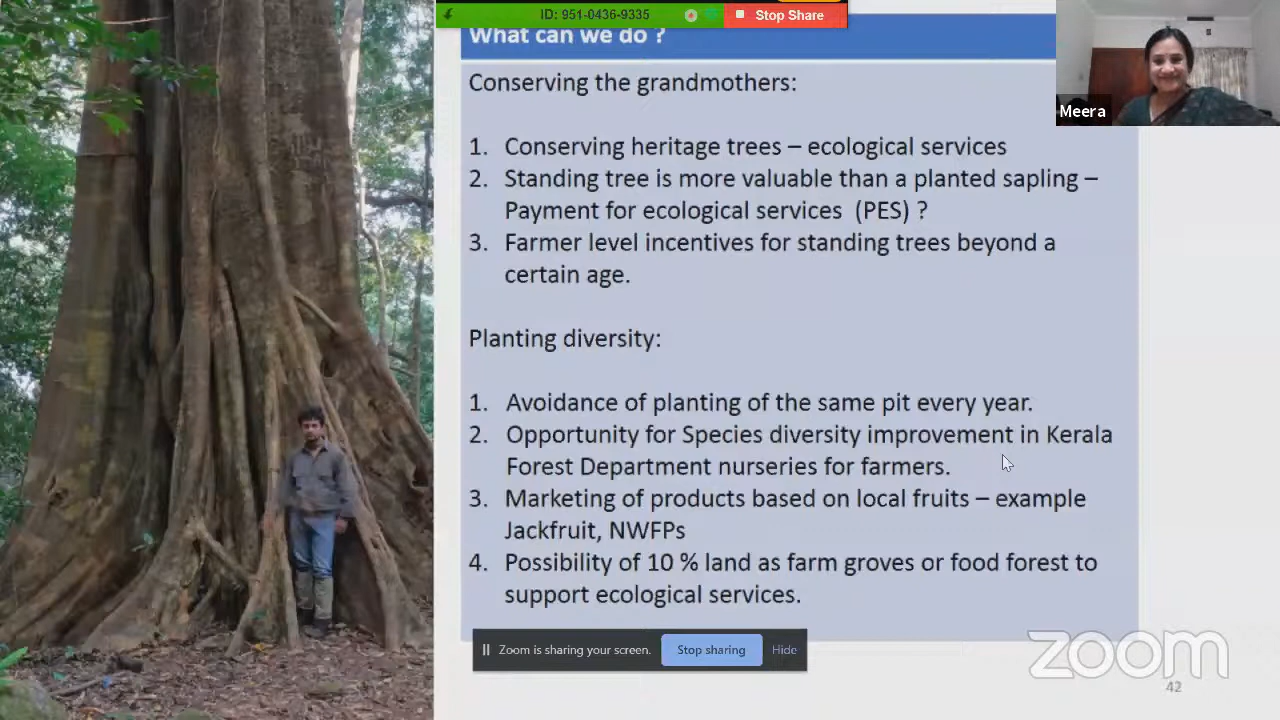 ID: 951-0436-9335
Stop Share
What can we do ?
Meera
Conserving the grandmothers:
1. Conserving heritage trees – ecological services
2. Standing tree is more valuable than a planted sapling –
Payment for ecological services (PES) ?
3. Farmer level incentives for standing trees beyond a
certain age.
Planting diversity:
1. Avoidance of planting of the same pit every year.
2. Opportunity for Species diversity improvement in Kerala
Forest Department nurseries for farmers.
3. Marketing of products based on local fruits – example
Jackfruit, NWFPs
4. Possibility of 10 % land as farm groves or food forest to
support ecological services.
Zoom is sharing your screen. Stop sharing Hide
zoom
42